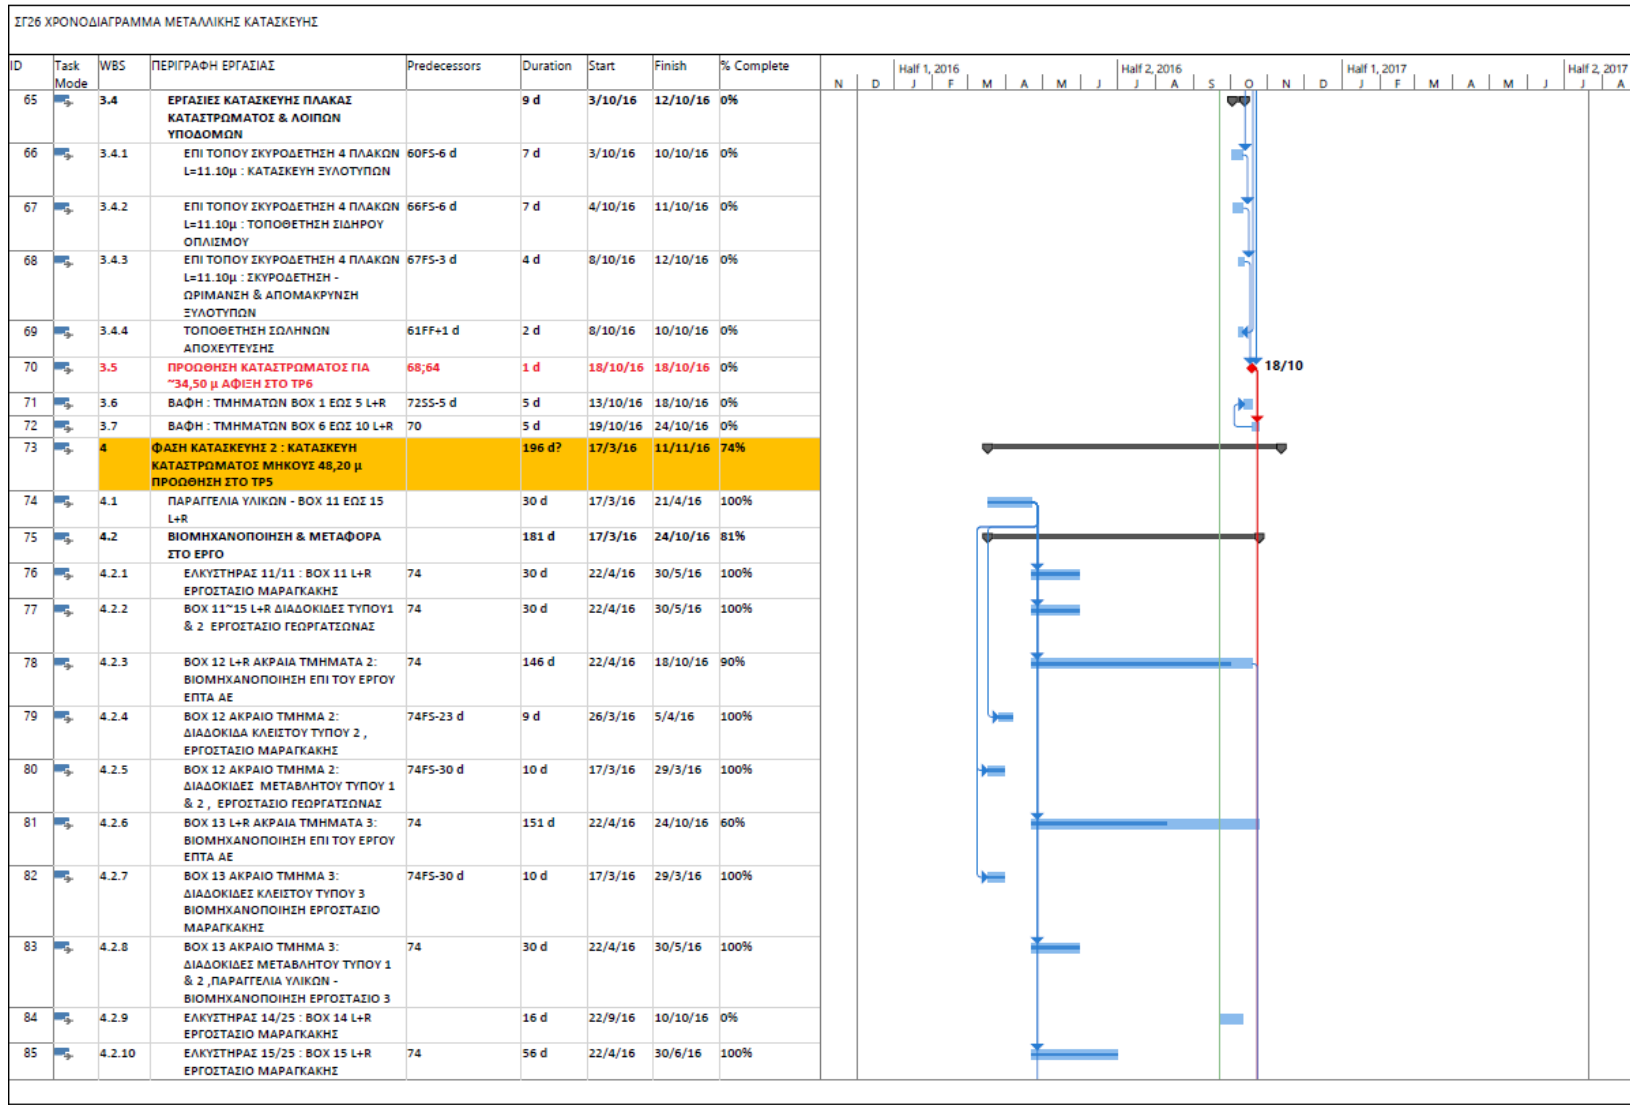 ΣΓ26 ΧΡΟΝΟΔΙΑΓΡΑΜΜΑ ΜΕΤΑΛΛΙΚΗΣ ΚΑΤΑΣΚΕΥΗΣ
ID Task Mode WBS ΠΕΡΙΓΡΑΦΗ ΕΡΓΑΣΙΑΣ Predecessors Duration Start Finish % Complete
Half 1, 2016 Half 2, 2016 Half 1, 2017 Half 2, 2017
N D J F M A M J J A S O N D J F M A M J J A
65 3.4 ΕΡΓΑΣΙΕΣ ΚΑΤΑΣΚΕΥΗΣ ΠΛΑΚΑΣ 9 d 3/10/16 12/10/16 0%
ΚΑΤΑΣΤΡΩΜΑΤΟΣ & ΛΟΙΠΩΝ
ΥΠΟΔΟΜΩΝ
66 3.4.1 ΕΠΙ ΤΟΠΟΥ ΣΚΥΡΟΔΕΤΗΣΗ 4 ΠΛΑΚΩΝ 60FS-6 d 7 d 3/10/16 10/10/16 0%
L=11.10μ : ΚΑΤΑΣΚΕΥΗ ΞΥΛΟΤΥΠΩΝ
67 3.4.2 ΕΠΙ ΤΟΠΟΥ ΣΚΥΡΟΔΕΤΗΣΗ 4 ΠΛΑΚΩΝ 66FS-6 d 7 d 4/10/16 11/10/16 0%
L=11.10μ : ΤΟΠΟΘΕΤΗΣΗ ΣΙΔΗΡΟΥ
ΟΠΛΙΣΜΟΥ
68 3.4.3 ΕΠΙ ΤΟΠΟΥ ΣΚΥΡΟΔΕΤΗΣΗ 4 ΠΛΑΚΩΝ 67FS-3 d 4 d 8/10/16 12/10/16 0%
L=11.10μ : ΣΚΥΡΟΔΕΤΗΣΗ -
ΩΡΙΜΑΝΣΗ & ΑΠΟΜΑΚΡΥΝΣΗ
ΞΥΛΟΤΥΠΩΝ
69 3.4.4 ΤΟΠΟΘΕΤΗΣΗ ΣΩΛΗΝΩΝ 61FF+1 d 2 d 8/10/16 10/10/16 0%
ΑΠΟΧΕΥΤΕΥΣΗΣ
70 3.5 ΠΡΟΩΘΗΣΗ ΚΑΤΑΣΤΡΩΜΑΤΟΣ ΓΙΑ 68;64 1 d 18/10/16 18/10/16 0% 18/10
~34,50 μ ΑΦΙΞΗ ΣΤΟ ΤΡ6
71 3.6 ΒΑΦΗ : ΤΜΗΜΑΤΩΝ BOX 1 ΕΩΣ 5 L+R 72SS-5 d 5 d 13/10/16 18/10/16 0%
72 3.7 ΒΑΦΗ : ΤΜΗΜΑΤΩΝ BOX 6 ΕΩΣ 10 L+R 70 5 d 19/10/16 24/10/16 0%
73 4 ΦΑΣΗ ΚΑΤΑΣΚΕΥΗΣ 2 : ΚΑΤΑΣΚΕΥΗ 196 d? 17/3/16 11/11/16 74%
ΚΑΤΑΣΤΡΩΜΑΤΟΣ ΜΗΚΟΥΣ 48,20 μ
ΠΡΟΩΘΗΣΗ ΣΤΟ ΤΡ5
74 4.1 ΠΑΡΑΓΓΕΛΙΑ ΥΛΙΚΩΝ - BOX 11 ΕΩΣ 15 30 d 17/3/16 21/4/16 100%
L+R
75 4.2 ΒΙΟΜΗΧΑΝΟΠΟΙΗΣΗ & ΜΕΤΑΦΟΡΑ 181 d 17/3/16 24/10/16 81%
ΣΤΟ ΕΡΓΟ
76 4.2.1 ΕΛΚΥΣΤΗΡΑΣ 11/11 : BOX 11 L+R 74 30 d 22/4/16 30/5/16 100%
ΕΡΓΟΣΤΑΣΙΟ ΜΑΡΑΓΚΑΚΗΣ
77 4.2.2 BOX 11~15 L+R ΔΙΑΔΟΚΙΔΕΣ ΤΥΠΟΥ1 74 30 d 22/4/16 30/5/16 100%
& 2 ΕΡΓΟΣΤΑΣΙΟ ΓΕΩΡΓΑΤΣΩΝΑΣ
78 4.2.3 BOX 12 L+R ΑΚΡΑΙΑ ΤΜΗΜΑΤΑ 2: 74 146 d 22/4/16 18/10/16 90%
ΒΙΟΜΗΧΑΝΟΠΟΙΗΣΗ ΕΠΙ ΤΟΥ ΕΡΓΟΥ
ΕΠΤΑ ΑΕ
79 4.2.4 BOX 12 ΑΚΡΑΙΟ ΤΜΗΜΑ 2: 74FS-23 d 9 d 26/3/16 5/4/16 100%
ΔΙΑΔΟΚΙΔΑ ΚΛΕΙΣΤΟΥ ΤΥΠΟΥ 2 ,
ΕΡΓΟΣΤΑΣΙΟ ΜΑΡΑΓΚΑΚΗΣ
80 4.2.5 BOX 12 ΑΚΡΑΙΟ ΤΜΗΜΑ 2: 74FS-30 d 10 d 17/3/16 29/3/16 100%
ΔΙΑΔΟΚΙΔΕΣ ΜΕΤΑΒΛΗΤΟΥ ΤΥΠΟΥ 1
& 2 , ΕΡΓΟΣΤΑΣΙΟ ΓΕΩΡΓΑΤΣΩΝΑΣ
81 4.2.6 BOX 13 L+R ΑΚΡΑΙΑ ΤΜΗΜΑΤΑ 3: 74 151 d 22/4/16 24/10/16 60%
ΒΙΟΜΗΧΑΝΟΠΟΙΗΣΗ ΕΠΙ ΤΟΥ ΕΡΓΟΥ
ΕΠΤΑ ΑΕ
82 4.2.7 BOX 13 ΑΚΡΑΙΟ ΤΜΗΜΑ 3: 74FS-30 d 10 d 17/3/16 29/3/16 100%
ΔΙΑΔΟΚΙΔΕΣ ΚΛΕΙΣΤΟΥ ΤΥΠΟΥ 3
ΒΙΟΜΗΧΑΝΟΠΟΙΗΣΗ ΕΡΓΟΣΤΑΣΙΟ
ΜΑΡΑΓΚΑΚΗΣ
83 4.2.8 BOX 13 ΑΚΡΑΙΟ ΤΜΗΜΑ 3: 74 30 d 22/4/16 30/5/16 100%
ΔΙΑΔΟΚΙΔΕΣ ΜΕΤΑΒΛΗΤΟΥ ΤΥΠΟΥ 1
& 2 ,ΠΑΡΑΓΓΕΛΙΑ ΥΛΙΚΩΝ -
ΒΙΟΜΗΧΑΝΟΠΟΙΗΣΗ ΕΡΓΟΣΤΑΣΙΟ 3
84 4.2.9 ΕΛΚΥΣΤΗΡΑΣ 14/25 : BOX 14 L+R 16 d 22/9/16 10/10/16 0%
ΕΡΓΟΣΤΑΣΙΟ ΜΑΡΑΓΚΑΚΗΣ
85 4.2.10 ΕΛΚΥΣΤΗΡΑΣ 15/25 : BOX 15 L+R 74 56 d 22/4/16 30/6/16 100%
ΕΡΓΟΣΤΑΣΙΟ ΜΑΡΑΓΚΑΚΗΣ